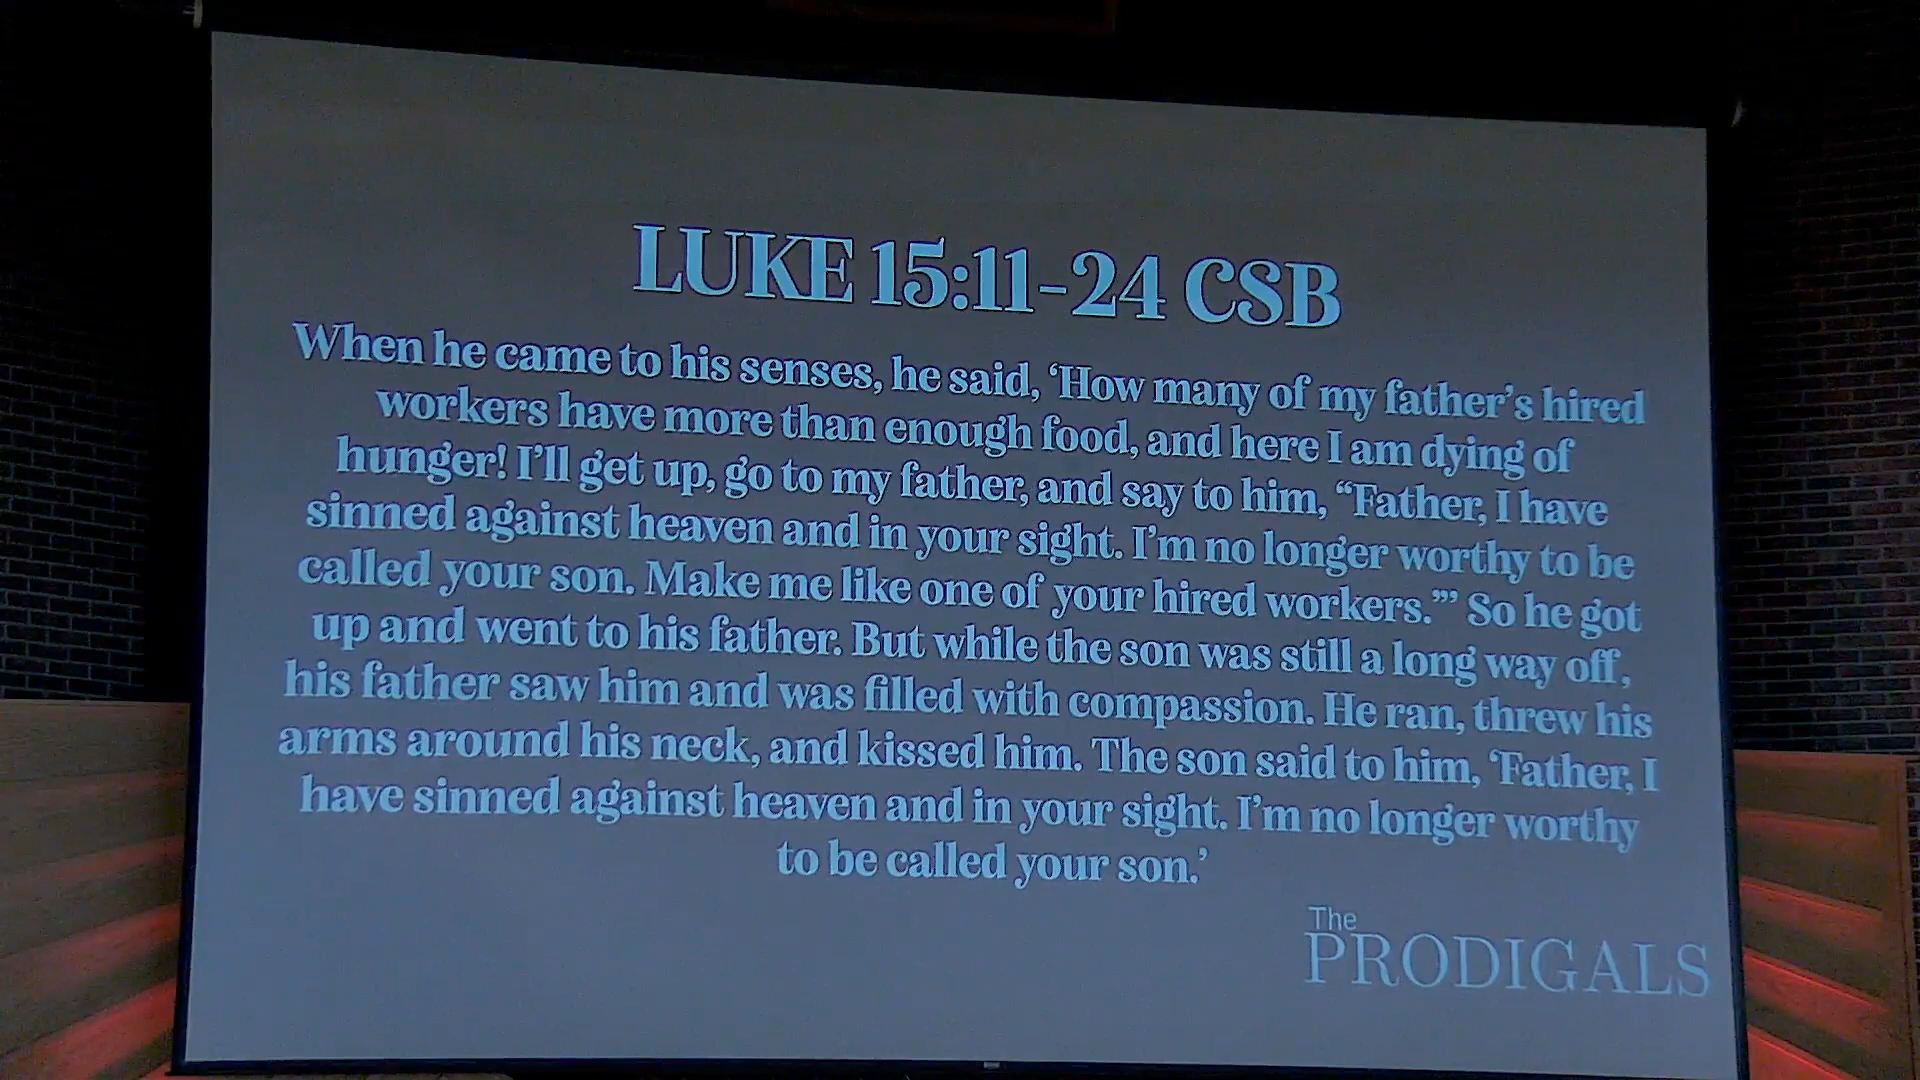 LUKE 15:11-24 CSB
When he came to his senses, he said, ‘How many of my father’s hired
workers have more than enough food, and here I am dying of
hunger! I’ll get up, go to my father, and say to him, “Father, I have
sinned against heaven and in your sight. I’m no longer worthy to be
called your son. Make me like one of your hired workers.”’ So he got
up and went to his father. But while the son was still a long way off,
his father saw him and was filled with compassion. He ran, threw his
arms around his neck, and kissed him. The son said to him, ‘Father, I
have sinned against heaven and in your sight. I’m no longer worthy
to be called your son.’
The
PRODIGALS